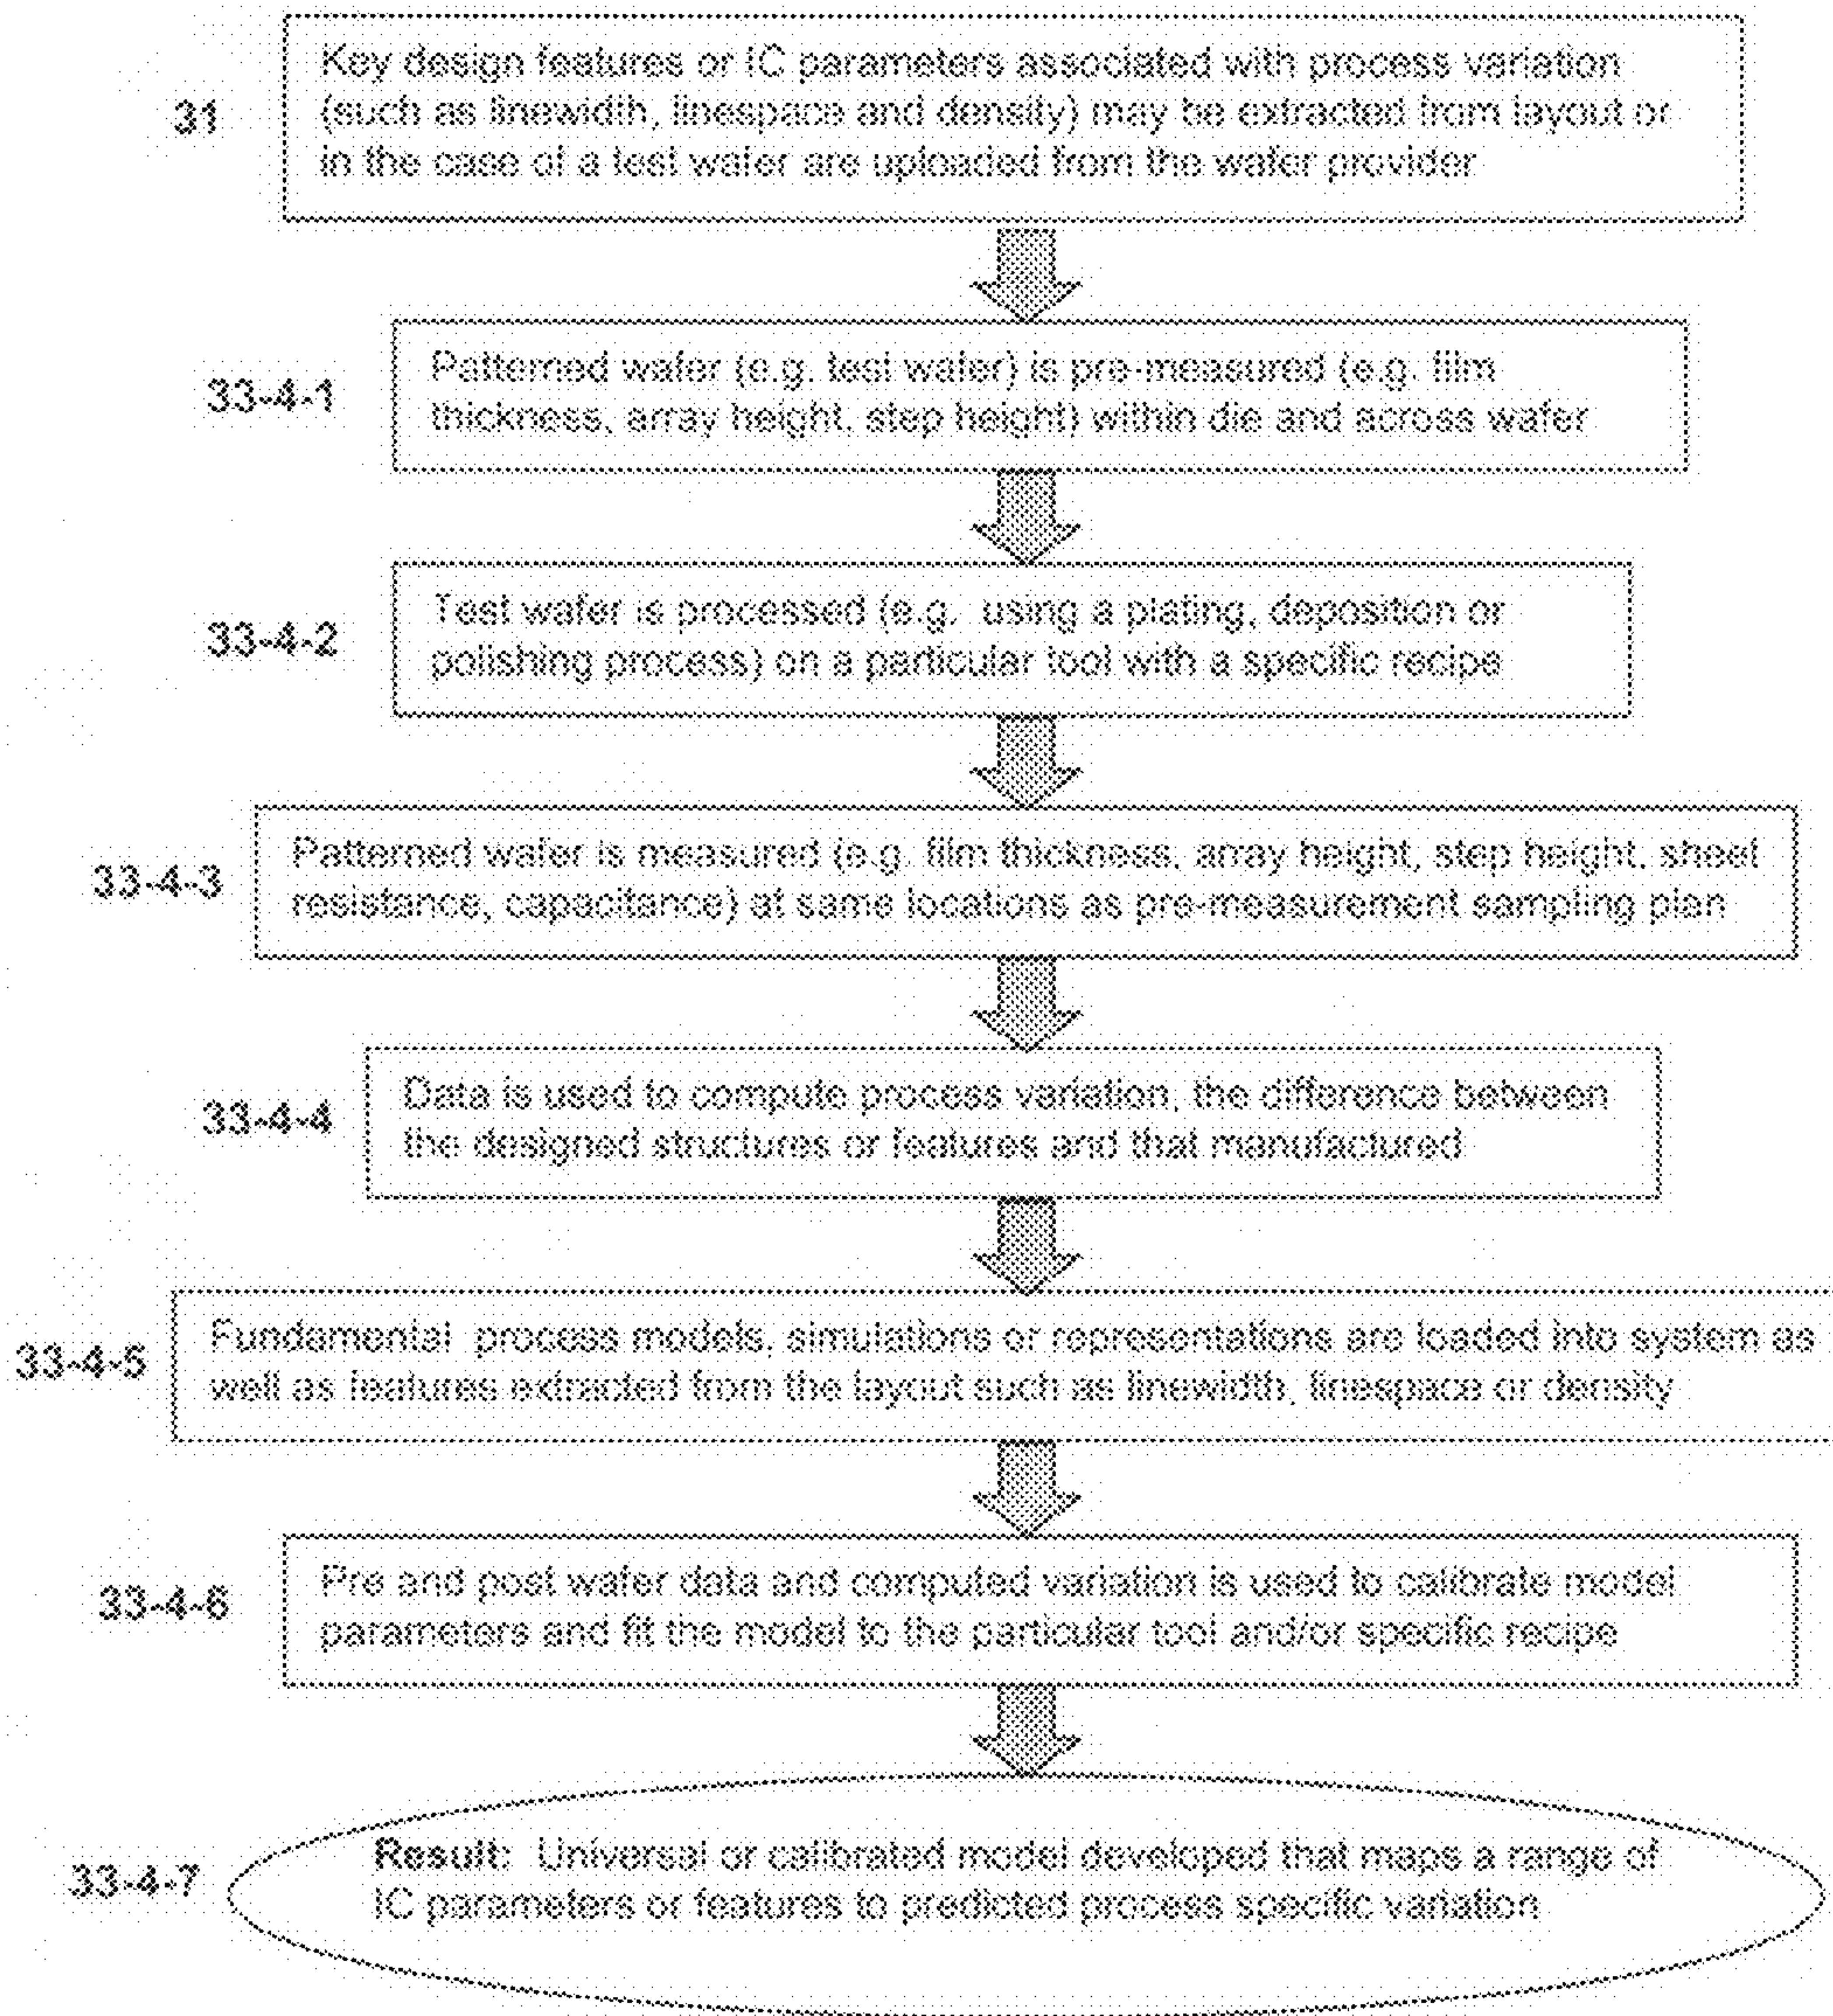 31
Key design features or IC parameters associated with process variation
(such as linewidth, linespace and density) may be extracted from layout or
in the case of a test wafer are uploaded from the wafer provider
33-4-1
Patterned wafer (e.g. test wafer) is pre-measured (e.g. film
thickness, array height, step height) within die and across wafer
33-4-2
Test wafer is processed (e.g. using a plating, deposition or
polishing process) on a particular tool with a specific recipe
33-4-3
Patterned wafer is measured (e.g. film thickness, array height, step height, sheet
resistance, capacitance) at same locations as pre-measurement sampling plan
33-4-4
Data is used to compute process variation, the difference between
the designed structures or features and that manufactured
33-4-5
Fundamental process models, simulations or representations are loaded into system as
well as features extracted from the layout such as linewidth, linespace or density
33-4-6
Pre and post wafer data and computed variation is used to calibrate model
parameters and fit the model to the particular tool and/or specific recipe
33-4-7
Result: Universal or calibrated model developed that maps a range of
IC parameters or features to predicted process specific variation